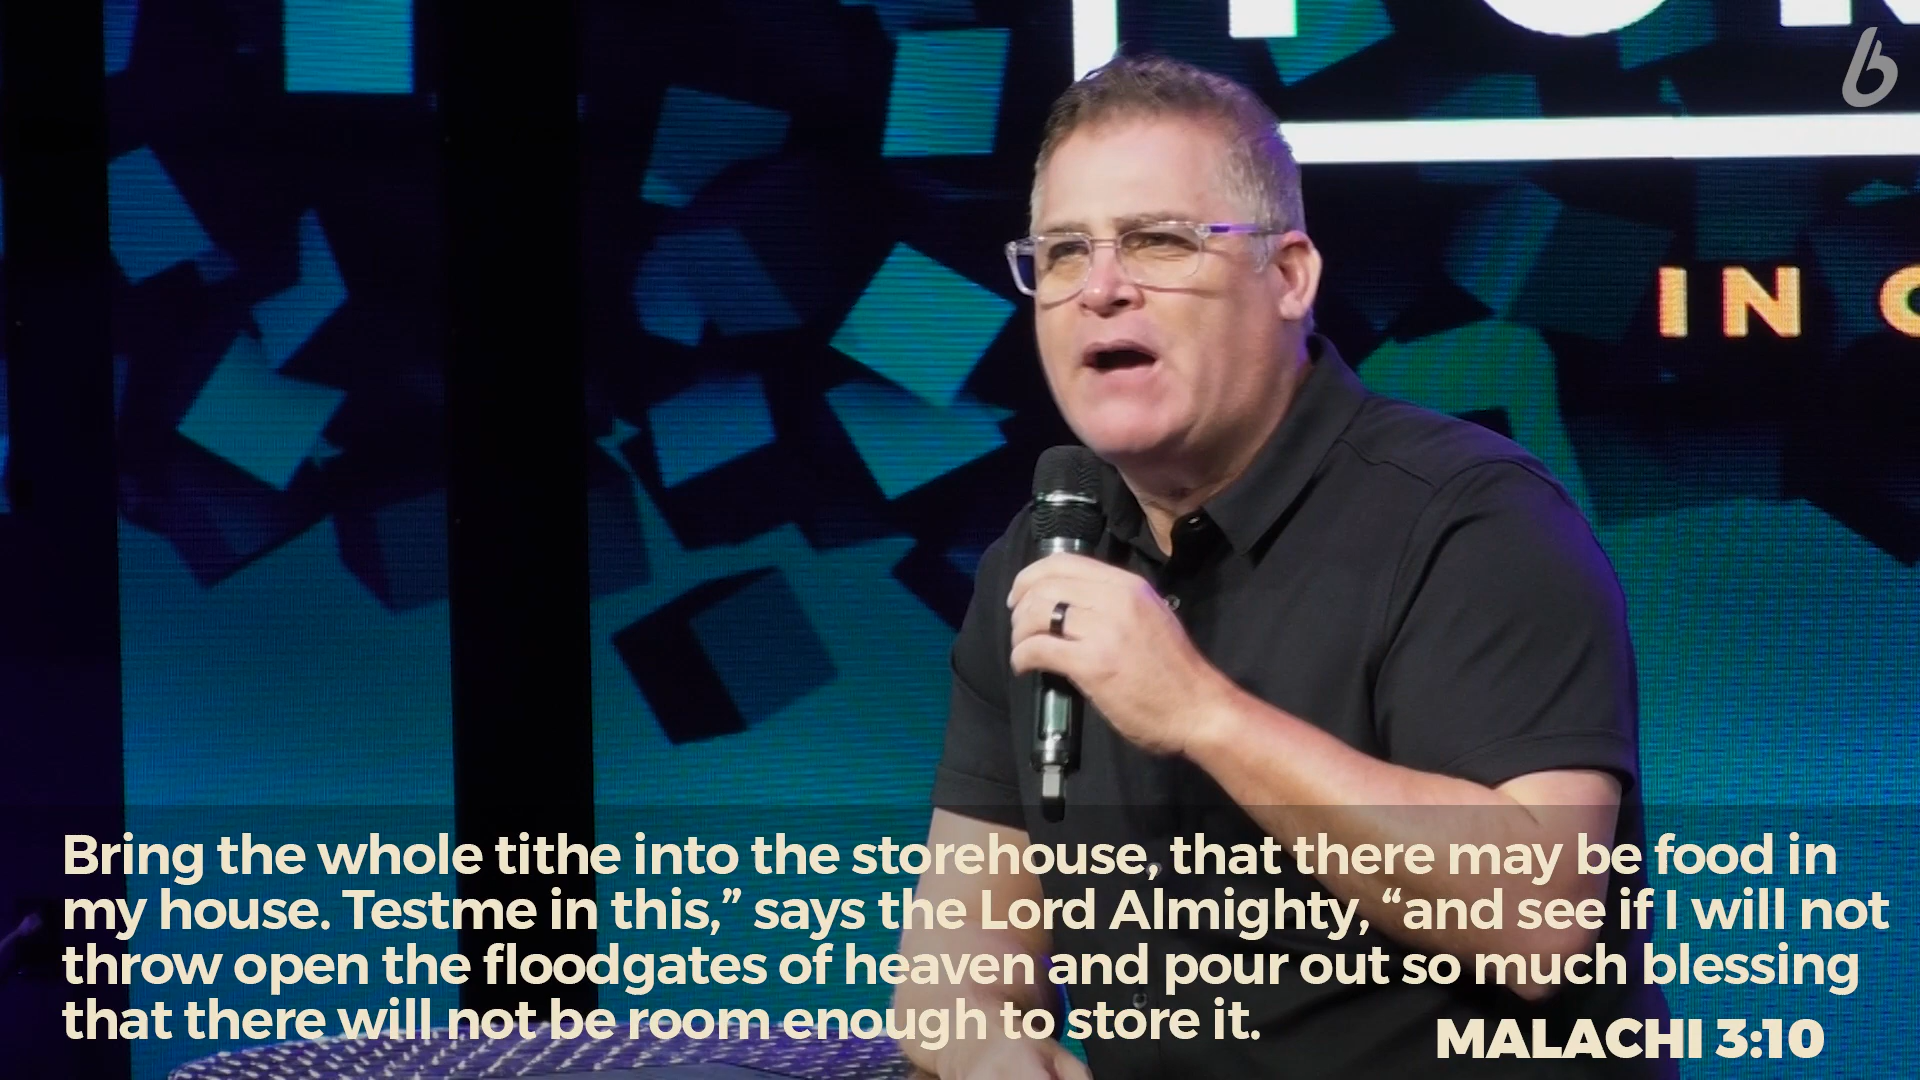 IN
Bring the whole tithe into the storehouse, that there may be food in
my house. Testme in this,” says the Lord Almighty, “and see if I will not
throw open the floodgates of heaven and pour out so much blessing
that there will not be room enough to store it.
MALACHI 3:10